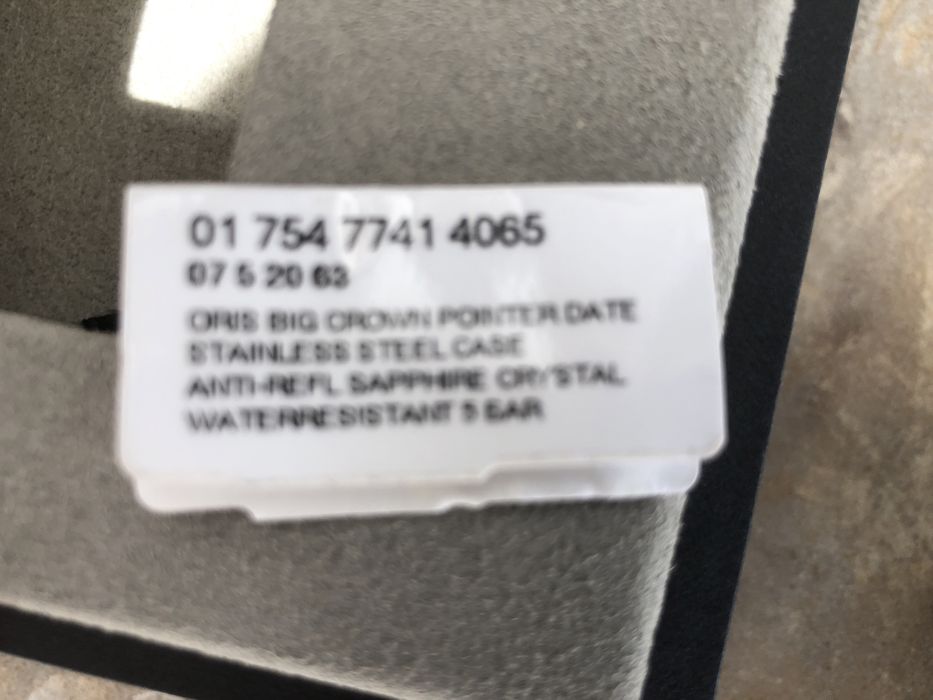 01 754 7741 4065
07 5 20 63
ORIS BIG CROWN POINTER DATE
STAINLESS STEEL CASE
ANTI-REFL. SAPPHIRE CRYSTAL
WATERRESISTANT 5 BAR